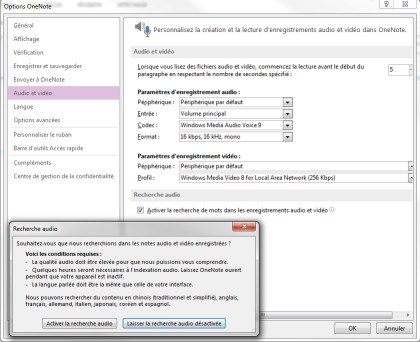 Options OneNote
Général
Affichage
Vérification
Enregistrer et sauvegarder
Envoyer à OneNote
Audio et vidéo
Langue
Options avancées
Personnaliser le ruban
Barre d'outils Accès rapide
Compléments
Centre de gestion de la confidentialité
Personnalisez la création et la lecture d'enregistrements audio et vidéo dans OneNote.
Audio et vidéo
Lorsque vous lisez des fichiers audio et vidéo, commencez la lecture avant le début du
paragraphe en respectant le nombre de secondes spécifié :
5
Paramètres d'enregistrement audio :
Périphérique : Périphérique par défaut
Entrée : Volume principal
Codec : Windows Media Audio Voice 9
Format : 16 kbps, 16 kHz, mono
Paramètres d'enregistrement vidéo :
Périphérique : Périphérique par défaut
Profil : Windows Media Video 8 for Local Area Network (256 Kbps)
Recherche audio
Activer la recherche de mots dans les enregistrements audio et vidéo
Recherche audio
Souhaitez-vous que nous recherchions dans les notes audio et vidéo enregistrées ?
Voici les conditions requises :
- La qualité audio doit être élevée pour que nous puissions vous comprendre.
- Quelques heures seront nécessaires à l'indexation audio. Laissez OneNote ouvert
pendant que votre appareil est inactif.
- La langue parlée doit être la même que celle de votre interface.
Nous pouvons rechercher du contenu en chinois (traditionnel et simplifié), anglais,
français, allemand, italien, japonais, coréen et espagnol.
Activer la recherche audio
Laisser la recherche audio désactivée
OK
Annuler